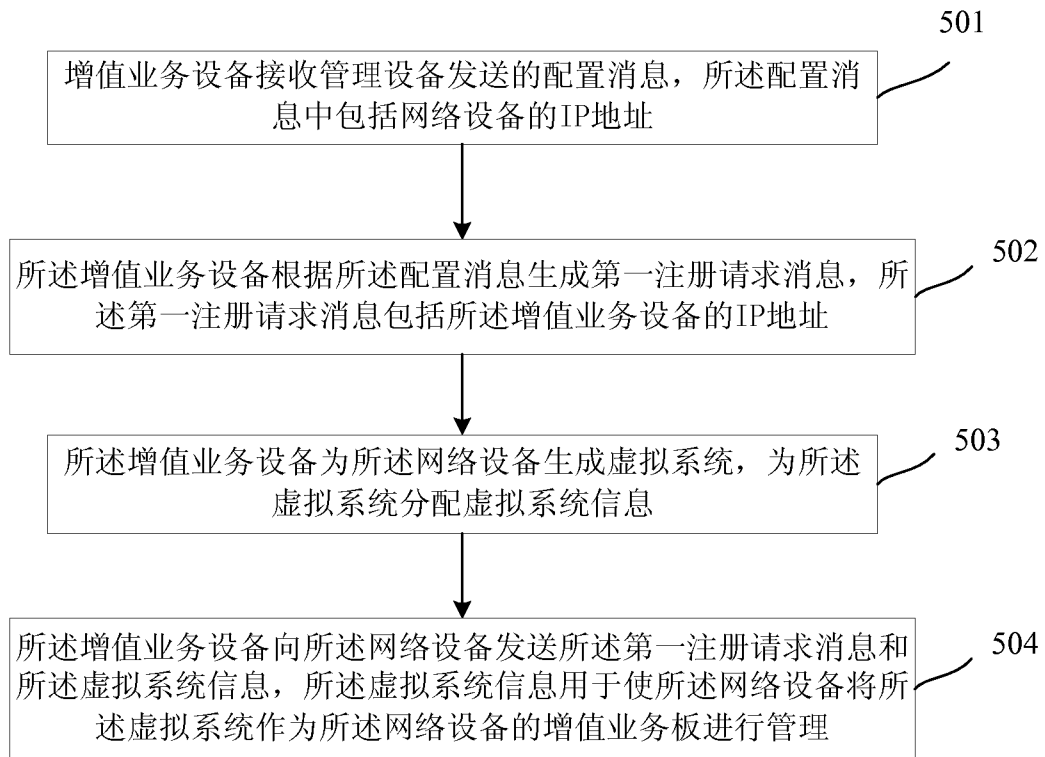 501
增值业务设备接收管理设备发送的配置消息，所述配置消
息中包括网络设备的IP地址
502
所述增值业务设备根据所述配置消息生成第一注册请求消息，所
述第一注册请求消息包括所述增值业务设备的IP地址
503
所述增值业务设备为所述网络设备生成虚拟系统，为所述
虚拟系统分配虚拟系统信息
504
所述增值业务设备向所述网络设备发送所述第一注册请求消息和
所述虚拟系统信息，所述虚拟系统信息用于使所述网络设备将所
述虚拟系统作为所述网络设备的增值业务板进行管理